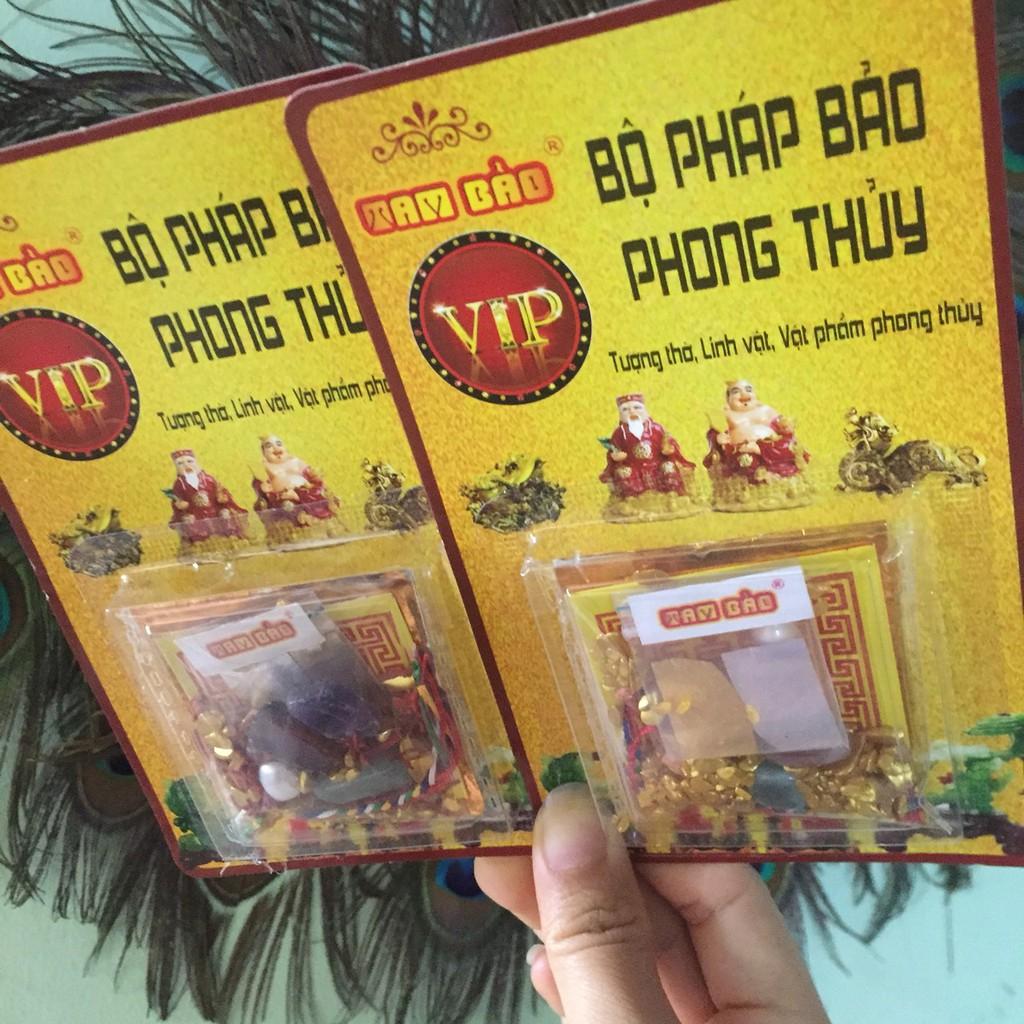 BẢO®
BỘ PHÁP B
PHONG THỦ
VIP
Tượng thờ, Linh vật, Vật phẩm pho
TAM BẢO
TAM BẢO®
BỘ PHÁP BẢO
PHONG THỦY
VIP
Tượng thờ, Linh vật, Vật phẩm phong thủy
TAM BẢO®